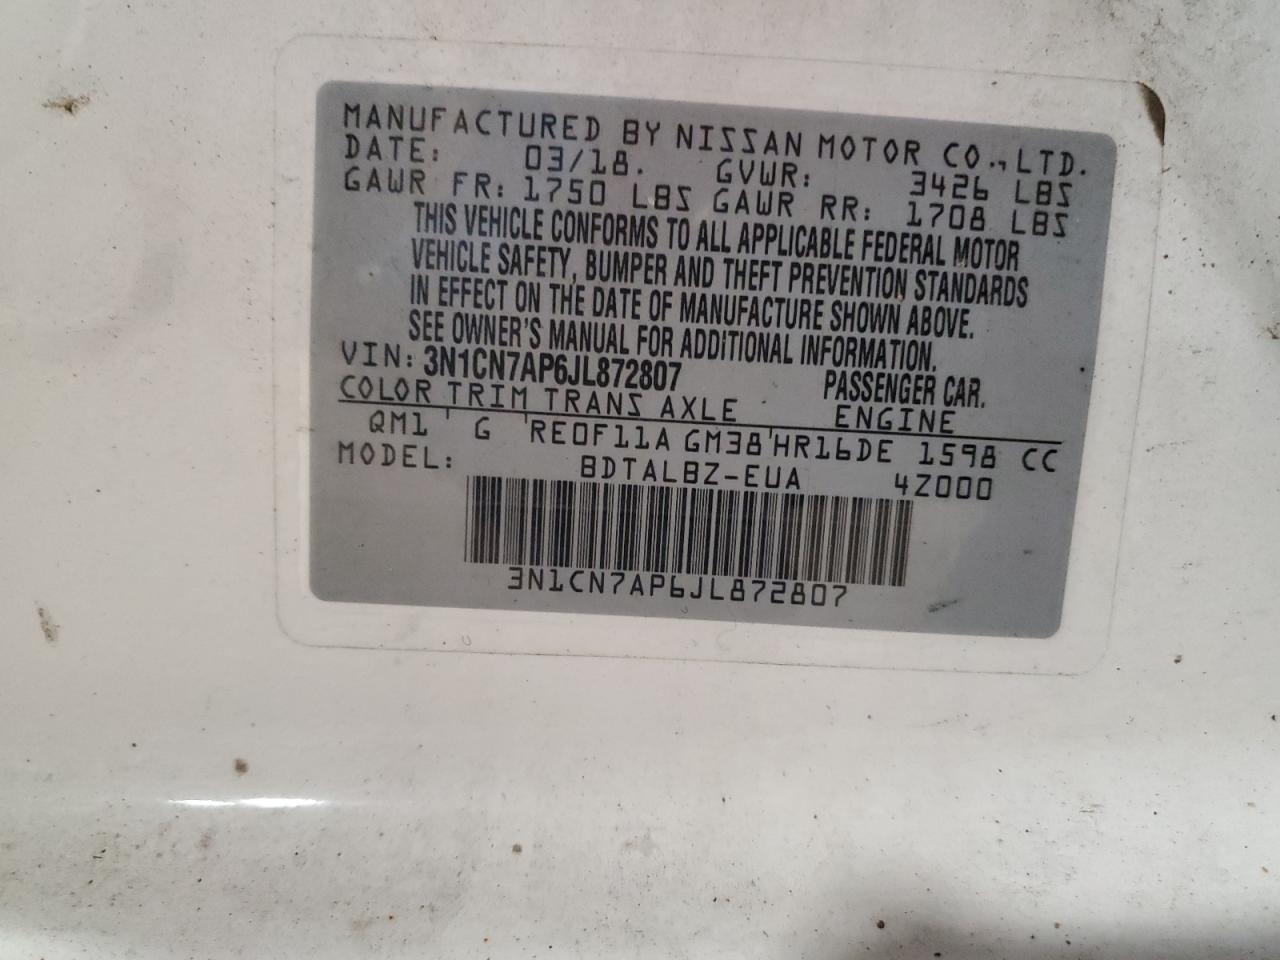 MANUFACTURED BY NISSAN MOTOR CO., LTD.
DATE: 03/18. GVWR: 3426 LBS
GAWR FR: 1750 LBS GAWR RR: 1708 LBS
THIS VEHICLE CONFORMS TO ALL APPLICABLE FEDERAL MOTOR
VEHICLE SAFETY, BUMPER AND THEFT PREVENTION STANDARDS
IN EFFECT ON THE DATE OF MANUFACTURE SHOWN ABOVE.
SEE OWNER'S MANUAL FOR ADDITIONAL INFORMATION.
VIN: 3N1CN7AP6JL872807 PASSENGER CAR.
COLOR TRIM TRANS AXLE ENGINE
QM1 G RE0F11A GM38 HR16DE 1598 CC
MODEL: BDTALBZ-EUA 4Z000
3N1CN7AP6JL872807